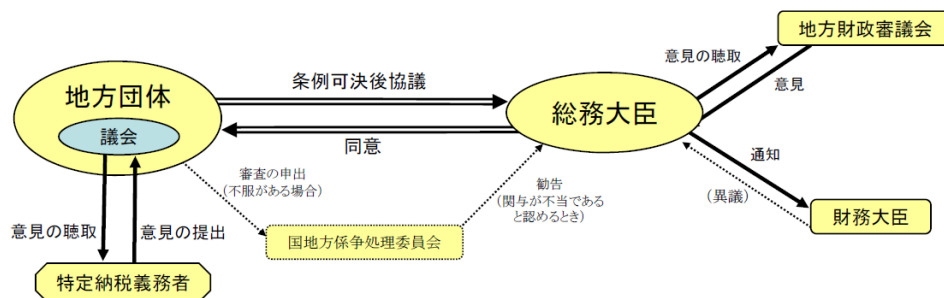 地方財政審議会
意見の聴取
意見
地方団体
議会
条例可決後協議
総務大臣
同意
審査の申出
(不服がある場合)
勧告
(関与が不当である
と認めるとき)
通知
(異議)
財務大臣
国地方係争処理委員会
意見の聴取
意見の提出
特定納税義務者